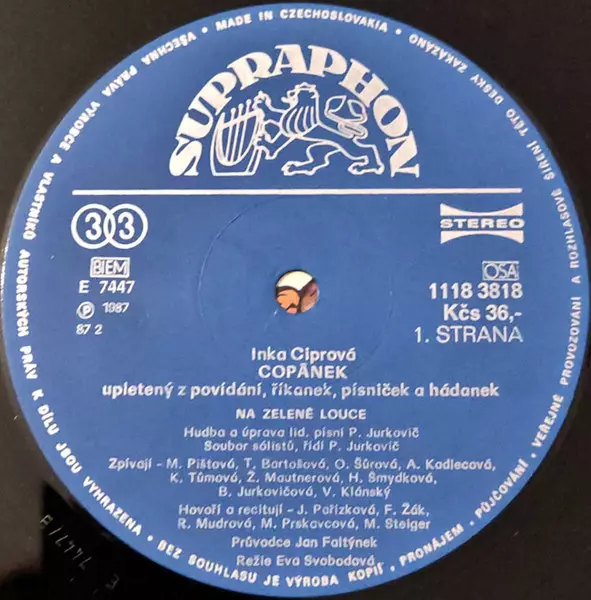 VŠECHNA PRÁVA VÝROBCE A VLASTNÍKŮ AUTORSKÝCH PRÁV K DÍLU JSOU VYHRAZENA • BEZ SOUHLASU JE VÝROBA KOPIÍ, PRONÁJEM, PŮJČOVÁNÍ, VEŘEJNÉ PROVOZOVÁNÍ A ROZHLASOVÉ ŠÍŘENÍ TÉTO DESKY ZAKÁZÁNO • MADE IN CZECHOSLOVAKIA •
SUPRAPHON
33
STEREO
BIEM
OSA
E 7447
1118 3818
Ⓟ 1987
Kčs 36,-
87 2
1. STRANA
Inka Ciprová
COPÁNEK
upletený z povídání, říkanek, písniček a hádanek
NA ZELENÉ LOUCE
Hudba a úprava lid. písní P. Jurkovič
Soubor sólistů, řídí P. Jurkovič
Zpívají - M. Pištová, T. Bartošová, O. Šůrová, A. Kadlecová,
K. Tůmová, Ž. Mautnerová, H. Smydková,
B. Jurkovičová, V. Klánský
Hovoří a recitují - J. Pařízková, F. Žák,
R. Mudrová, M. Prskavcová, M. Steiger
Průvodce Jan Faltýnek
Režie Eva Svobodová